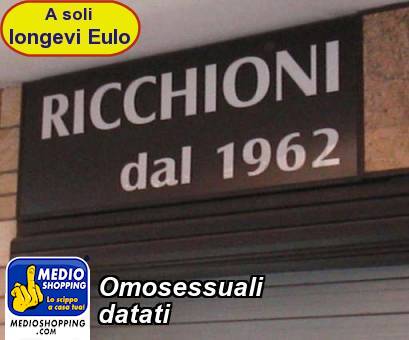 A soli
longevi Eulo
RICCHIONI
dal 1962
MEDIO
SHOPPING
Lo scippo
a casa tua!
MEDIOSHOPPING
.COM
Omosessuali
datati